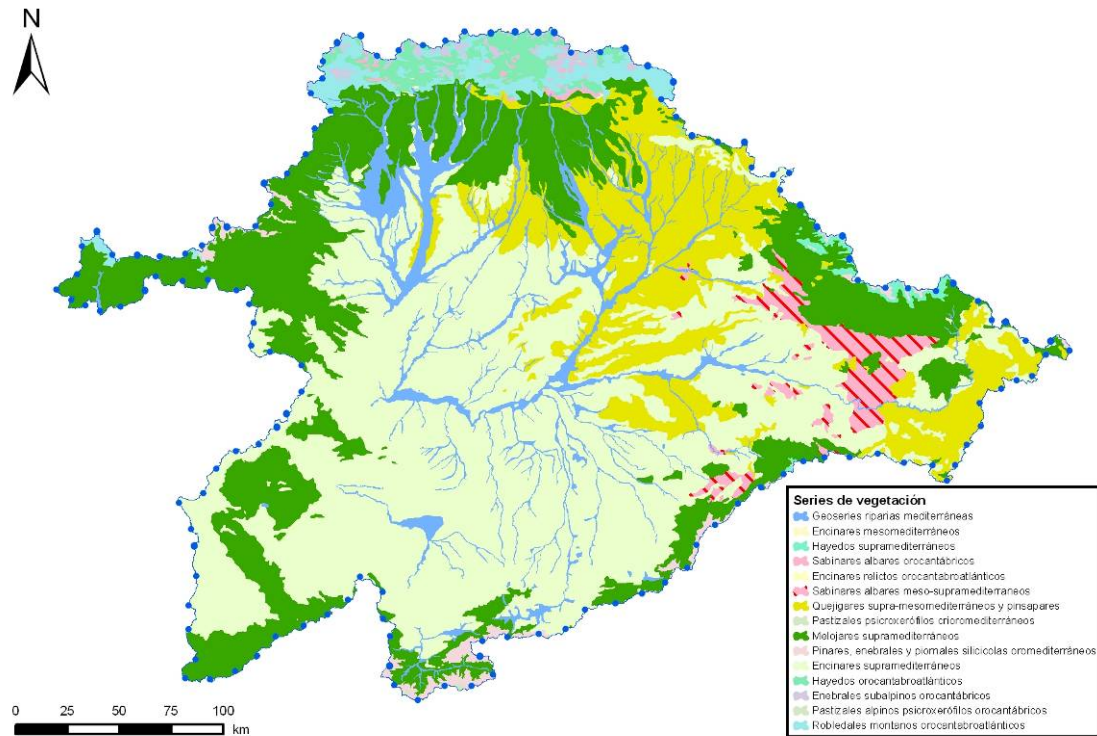 N
Series de vegetación
Geoseries riparias mediterráneas
Encinares mesomediterráneos
Hayedos supramediterráneos
Sabinares albares orocantábricos
Encinares relictos orocantabroatlánticos
Sabinares albares meso-supramediterraneos
Quejigares supra-mesomediterráneos y pinsapares
Pastizales psicroxerófilos crioromediterráneos
Melojares supramediterráneos
Pinares, enebrales y piornales silicicolas oromediterráneos
Encinares supramediterráneos
Hayedos orocantabroatlánticos
Enebrales subalpinos orocantábricos
Pastizales alpinos psicroxerófilos orocantábricos
Robledales montanos orocantabroatlánticos
0 25 50 75 100
km